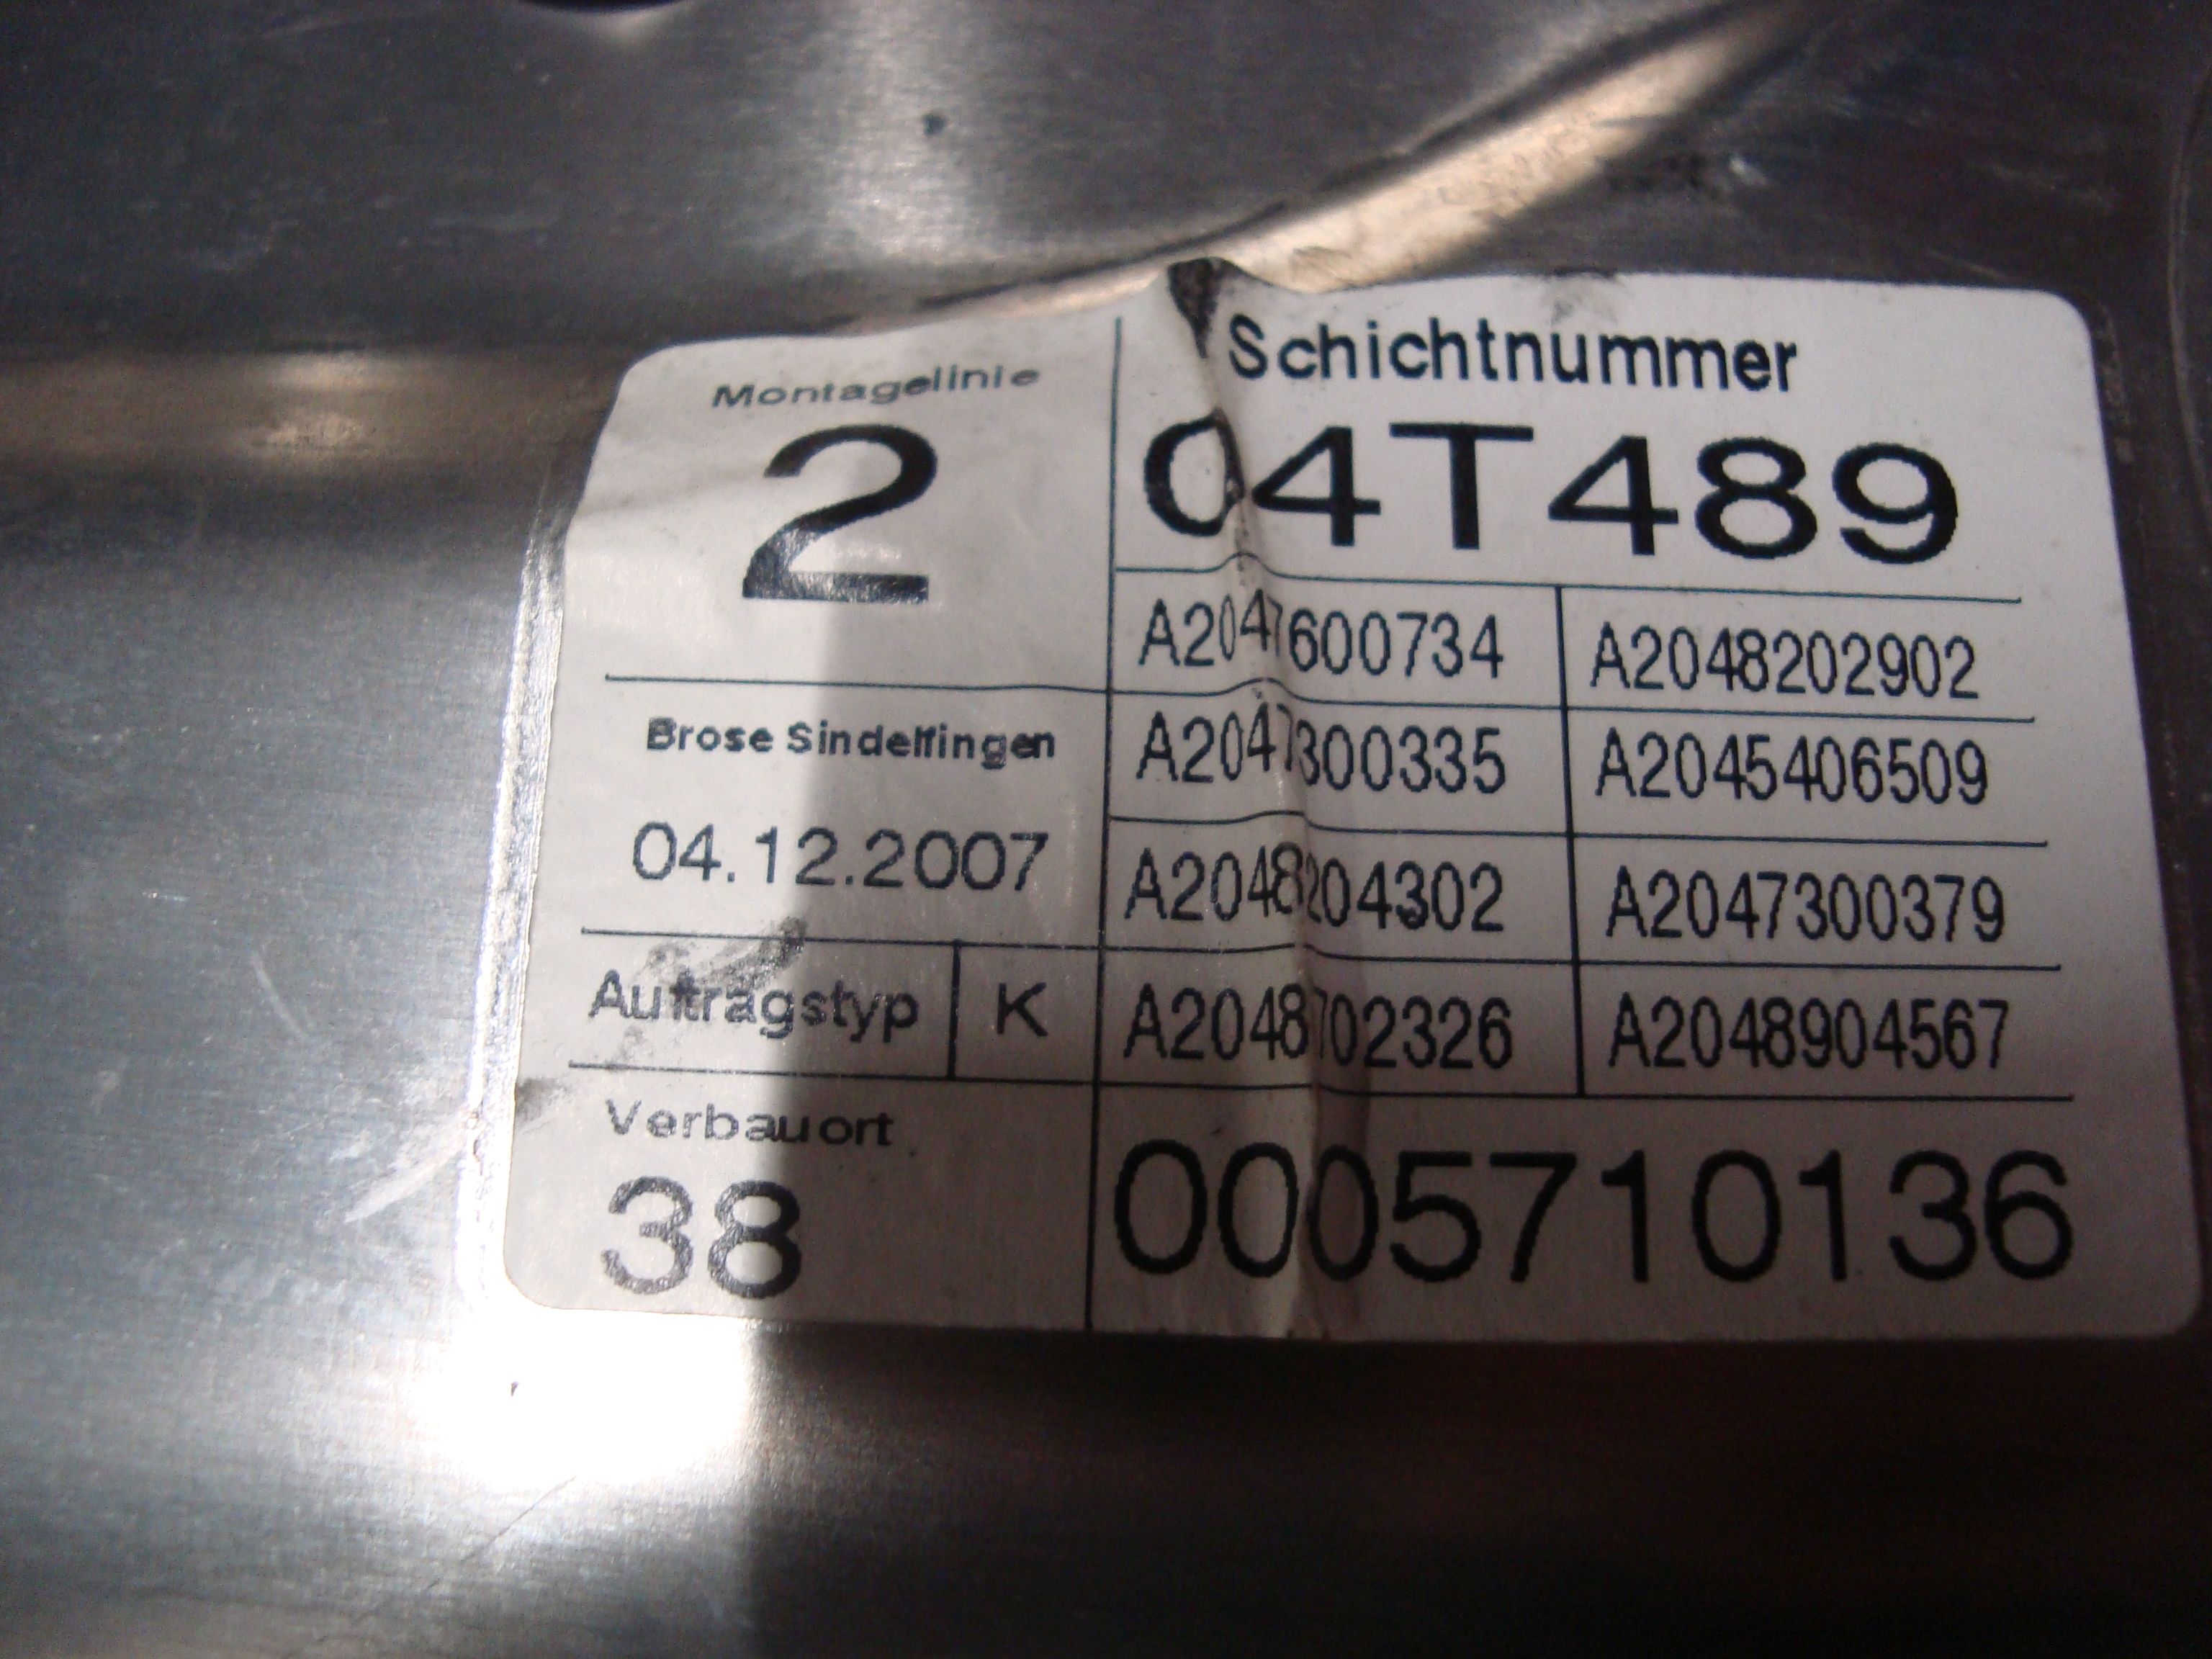 Montagelinie
2
Schichtnummer
04T489
A2047600734 A2048202902
A2047300335 A2045406509
A2048204302 A2047300379
A2048702326 A2048904567
Brose Sindelfingen
04.12.2007
Auftragstyp K
Verbauort
38
0005710136